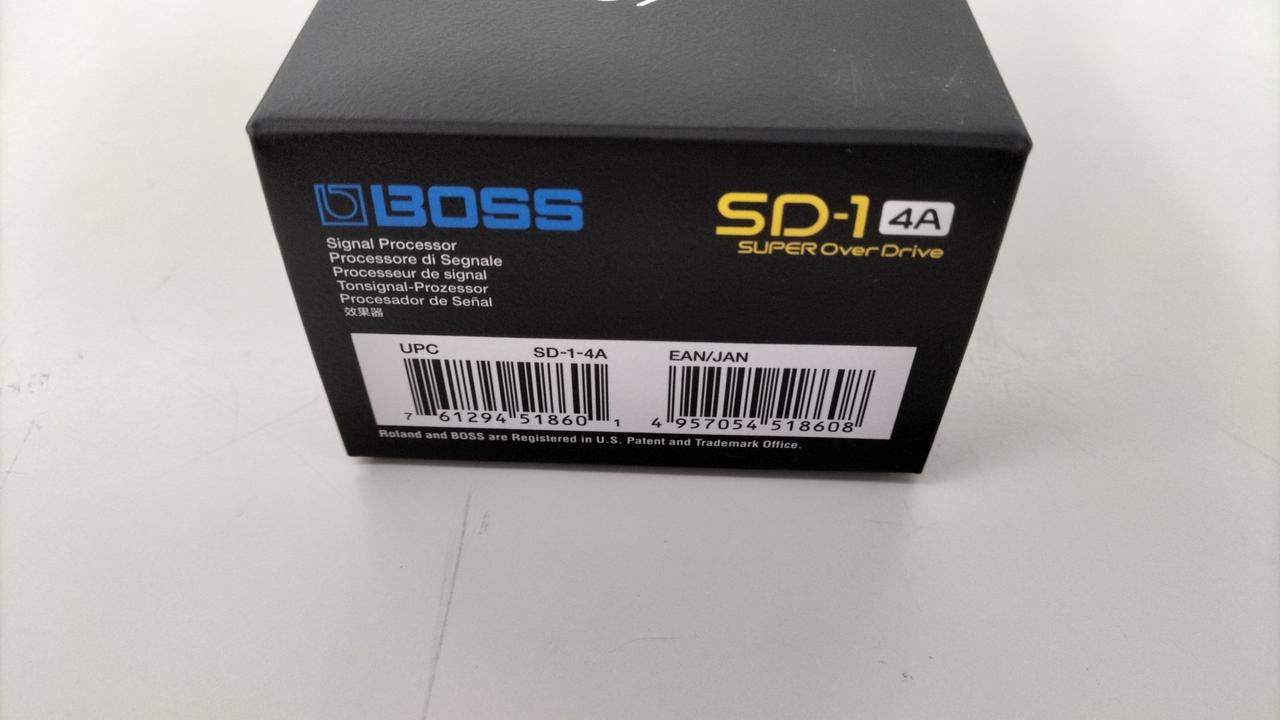 BOSS
SD-1 4A
SUPER Over Drive
Signal Processor
Processore di Segnale
Processeur de signal
Tonsignal-Prozessor
Procesador de Señal
效果器
UPC SD-1-4A EAN/JAN
7 61294 51860 1 4 957054 518608
Roland and BOSS are Registered in U.S. Patent and Trademark Office.